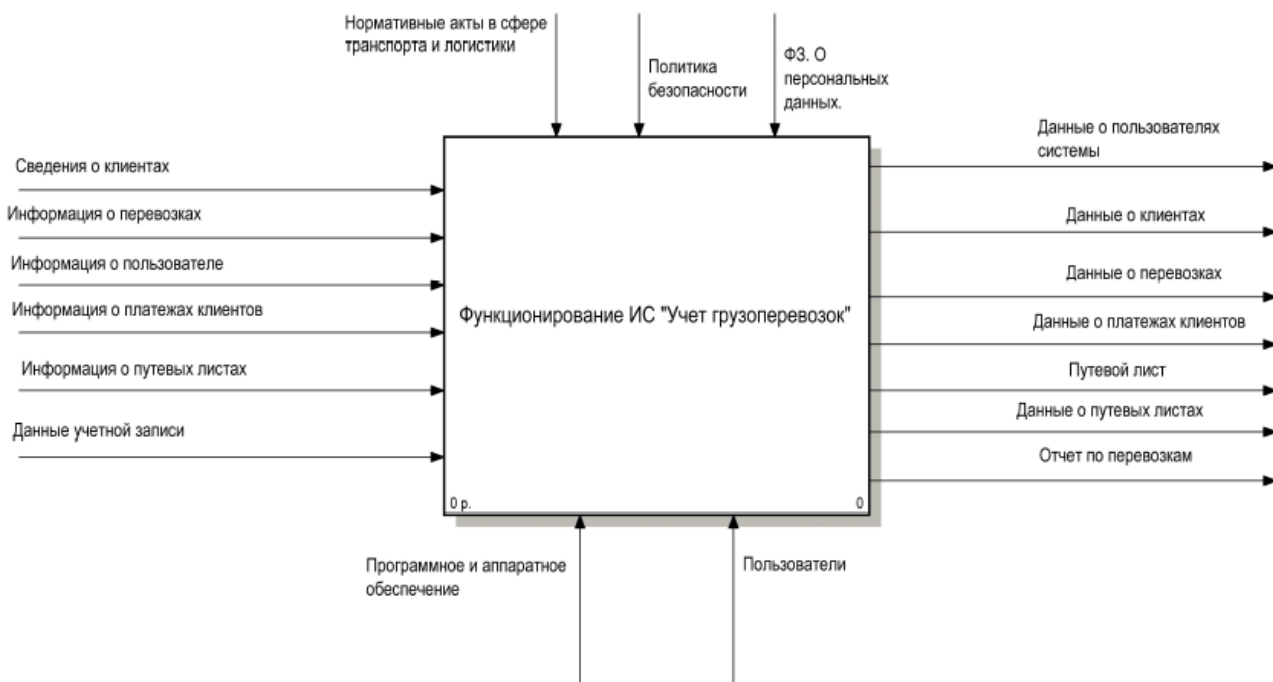 Нормативные акты в сфере
транспорта и логистики
Политика
безопасности
ФЗ. О
персональных
данных.
Сведения о клиентах
Информация о перевозках
Информация о пользователе
Информация о платежах клиентов
Информация о путевых листах
Данные учетной записи
Функционирование ИС "Учет грузоперевозок"
0 р.
0
Данные о пользователях
системы
Данные о клиентах
Данные о перевозках
Данные о платежах клиентов
Путевой лист
Данные о путевых листах
Отчет по перевозкам
Программное и аппаратное
обеспечение
Пользователи